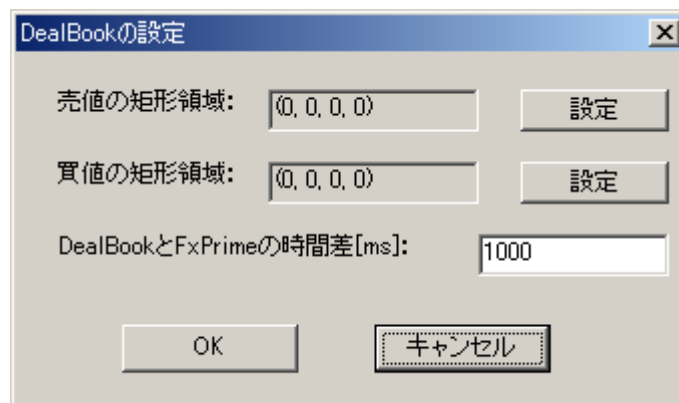 DealBookの設定
売値の矩形領域: (0, 0, 0, 0) 設定
買値の矩形領域: (0, 0, 0, 0) 設定
DealBookとFxPrimeの時間差[ms]: 1000
OK キャンセル